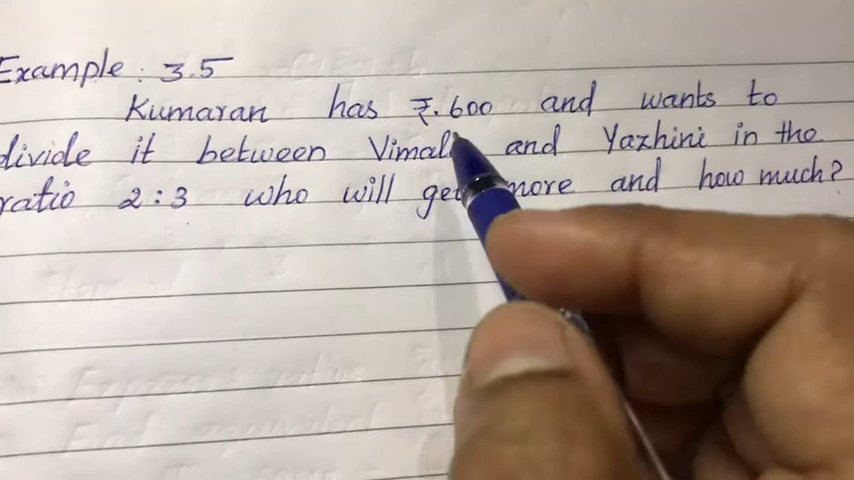 Example : 3.5
Kumaran has ₹. 600 and wants to
divide it between Vimal and Yazhini in the
ratio 2:3 who will get more and how much?